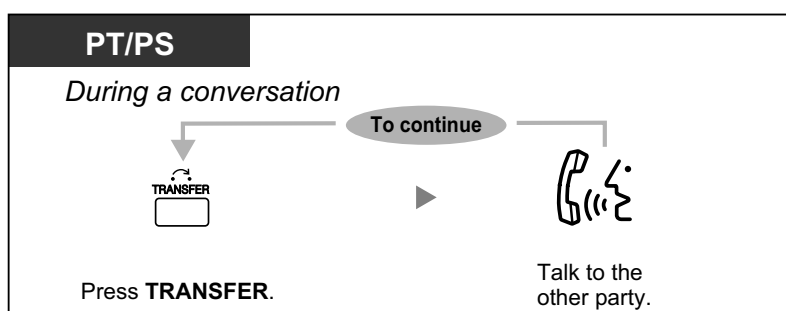 PT/PS
During a conversation
To continue
TRANSFER
Press TRANSFER.
Talk to the
other party.